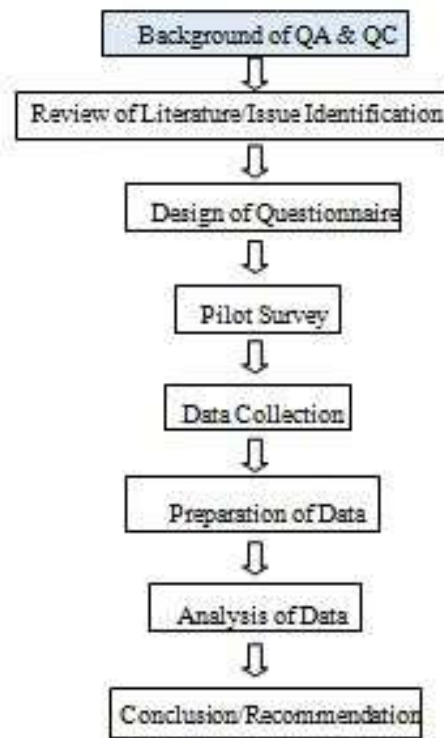 Background of QA & QC
Review of Literature/Issue Identification
Design of Questionnaire
Pilot Survey
Data Collection
Preparation of Data
Analysis of Data
Conclusion/Recommendation